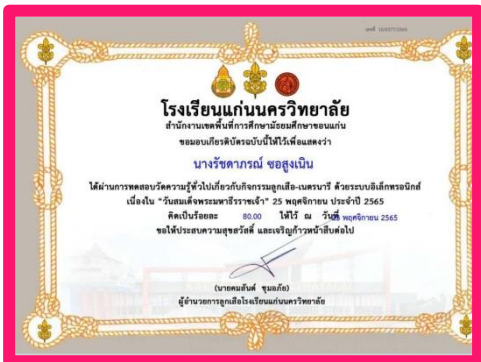 โรงเรียนแก่นนครวิทยาลัย
สำนักงานเขตพื้นที่การศึกษามัธยมศึกษาขอนแก่น
ขอมอบเกียรติบัตรฉบับนี้ให้ไว้เพื่อแสดงว่า
นางรัชดาภรณ์ ซอสูงเนิน
ได้ผ่านการทดสอบวัดความรู้ทั่วไปเกี่ยวกับกิจกรรมลูกเสือ-เนตรนารี ด้วยระบบอิเล็กทรอนิกส์
เนื่องใน "วันสมเด็จพระมหาธีรราชเจ้า" 25 พฤศจิกายน ประจำปี 2565
คิดเป็นร้อยละ 80.00 ให้ไว้ ณ วันที่ พฤศจิกายน 2565
ขอให้ประสบความสุขสวัสดิ์ และเจริญก้าวหน้าสืบต่อไป
(นายคมสันต์ ชุมอภัย)
ผู้อำนวยการลูกเสือโรงเรียนแก่นนครวิทยาลัย